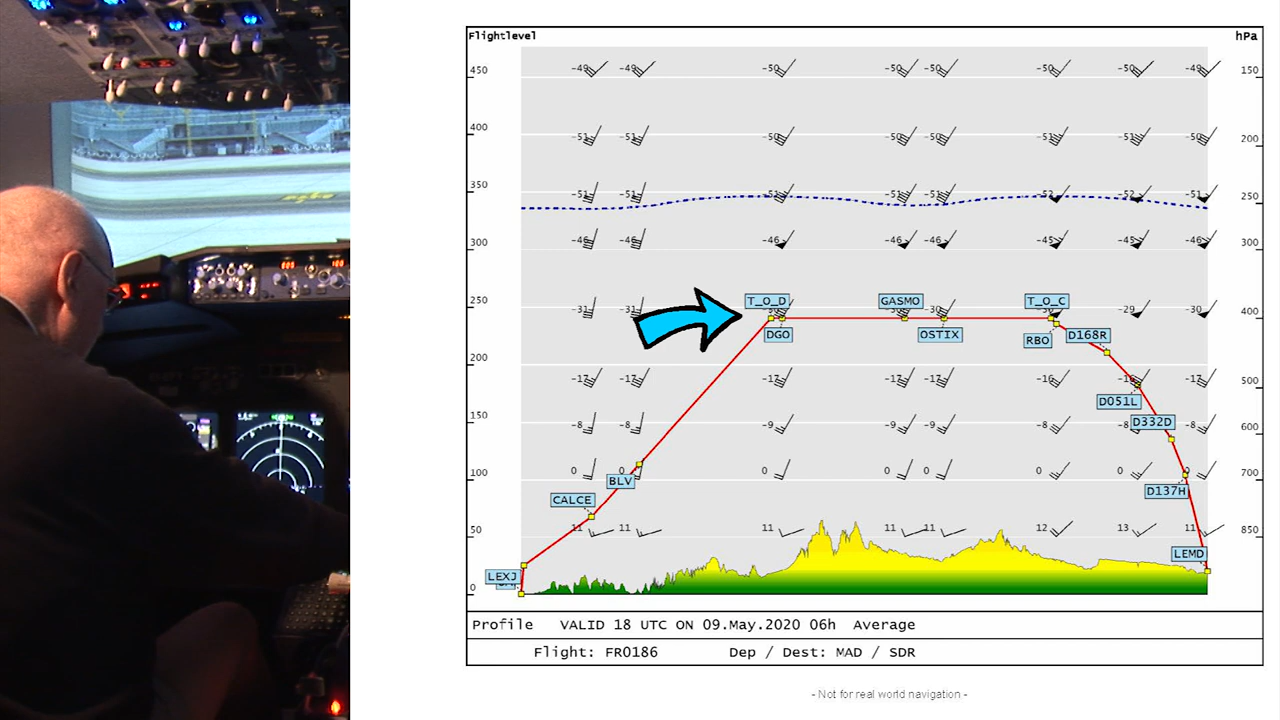 Flightlevel hPa
450 -49 -49 -50 -50 -50 -50 -50 -49 150
400 -51 -51 -50 -50 -50 -51 -51 -50 200
350 -51 -51 -51 -51 -51 -52 -52 -51 250
300 -46 -46 -46 -46 -46 -45 -45 -46 300
T_O_D GASMO T_O_C
250 -31 -31 -29 -30 400
DGO OSTIX RBO D168R
200 -17 -17 -17 -17 -17 -16 -16 -17 500
D051L
150 -8 -8 -9 -9 -9 -8 -8 600
D332D
100 0 0 0 0 0 0 0 700
BLV D137H
CALCE
50 11 11 11 11 11 12 13 11 850
LEMD
LEXJ
0
Profile VALID 18 UTC ON 09.May.2020 06h Average
Flight: FR0186 Dep / Dest: MAD / SDR
- Not for real world navigation -